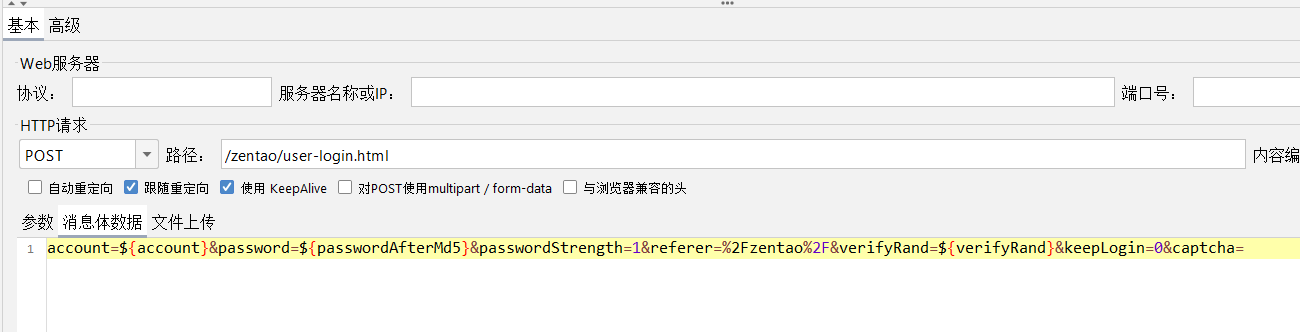 基本 高级
Web服务器
协议： 服务器名称或IP： 端口号：
HTTP请求
POST 路径： /zentao/user-login.html 内容编
自动重定向 跟随重定向 使用 KeepAlive 对POST使用multipart / form-data 与浏览器兼容的头
参数 消息体数据 文件上传
1 account=${account}&password=${passwordAfterMd5}&passwordStrength=1&referer=%2Fzentao%2F&verifyRand=${verifyRand}&keepLogin=0&captcha=